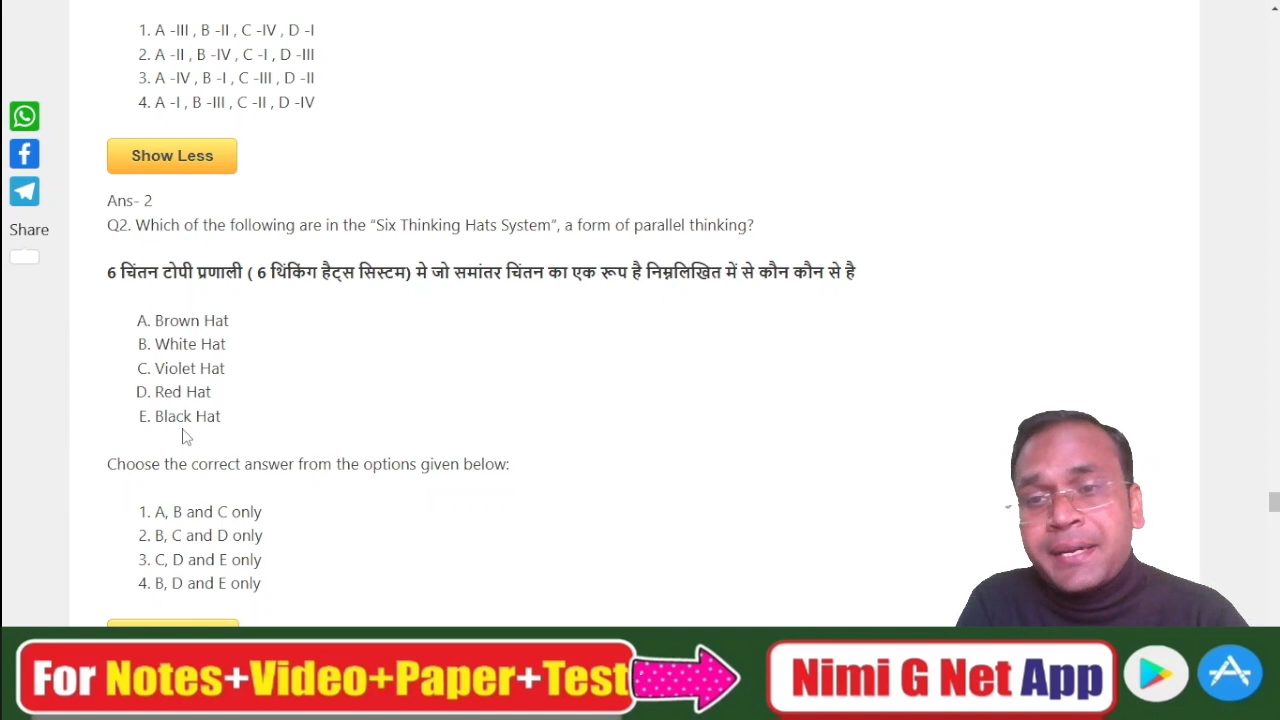 1. A -III , B -II , C -IV , D -I
2. A -II , B -IV , C -I , D -III
3. A -IV , B -I , C -III , D -II
4. A -I , B -III , C -II , D -IV
Show Less
Ans- 2
Share
Q2. Which of the following are in the “Six Thinking Hats System”, a form of parallel thinking?
6 चिंतन टोपी प्रणाली ( 6 थिंकिंग हैट्स सिस्टम) मे जो समांतर चिंतन का एक रूप है निम्नलिखित में से कौन कौन से है
A. Brown Hat
B. White Hat
C. Violet Hat
D. Red Hat
E. Black Hat
Choose the correct answer from the options given below:
1. A, B and C only
2. B, C and D only
3. C, D and E only
4. B, D and E only
For Notes+Video+Paper+Test
Nimi G Net App